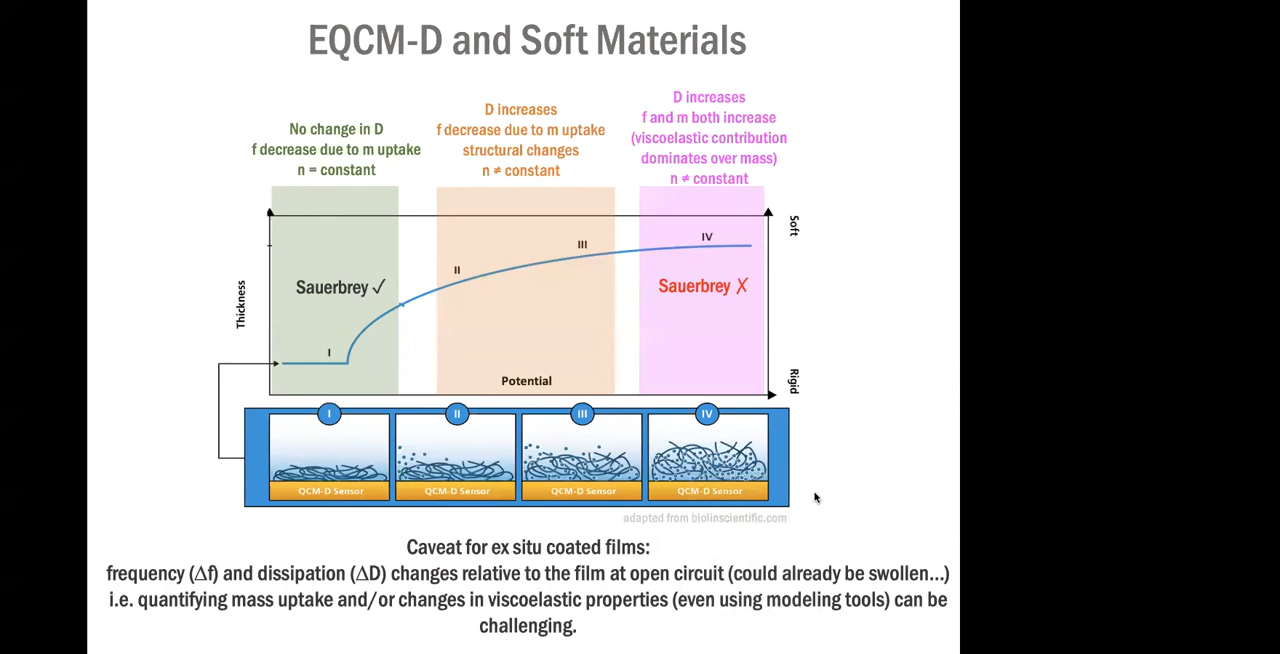 EQCM-D and Soft Materials
No change in D
f decrease due to m uptake
n = constant
D increases
f decrease due to m uptake
structural changes
n ≠ constant
D increases
f and m both increase
(viscoelastic contribution
dominates over mass)
n ≠ constant
Thickness
Soft
Rigid
I
II
III
IV
Sauerbrey ✓
Sauerbrey ✗
Potential
I
II
III
IV
QCM-D Sensor
QCM-D Sensor
QCM-D Sensor
QCM-D Sensor
adapted from biolinscientific.com
Caveat for ex situ coated films:
frequency (Δf) and dissipation (ΔD) changes relative to the film at open circuit (could already be swollen...)
i.e. quantifying mass uptake and/or changes in viscoelastic properties (even using modeling tools) can be
challenging.